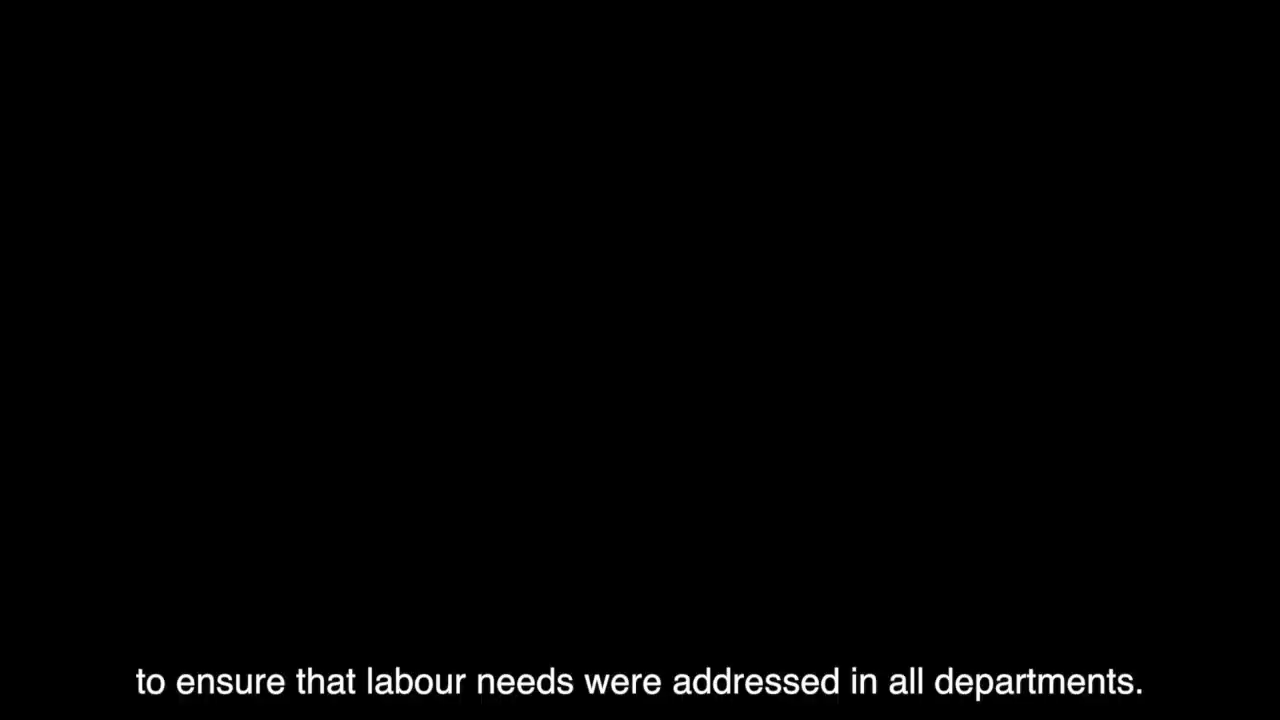 to ensure that labour needs were addressed in all departments.